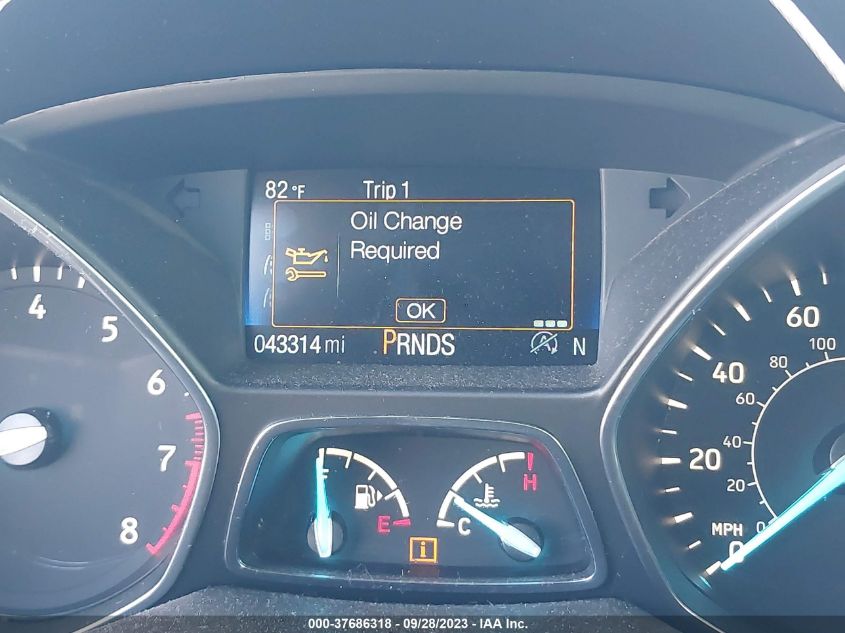 82°F Trip 1
Oil Change
Required
OK
043314 mi PRNDS N
4
5
6
7
8
F
E
C
H
i
60
40
20
0
MPH
100
80
60
40
20
0
000-37686318 - 09/28/2023 - IAA Inc.